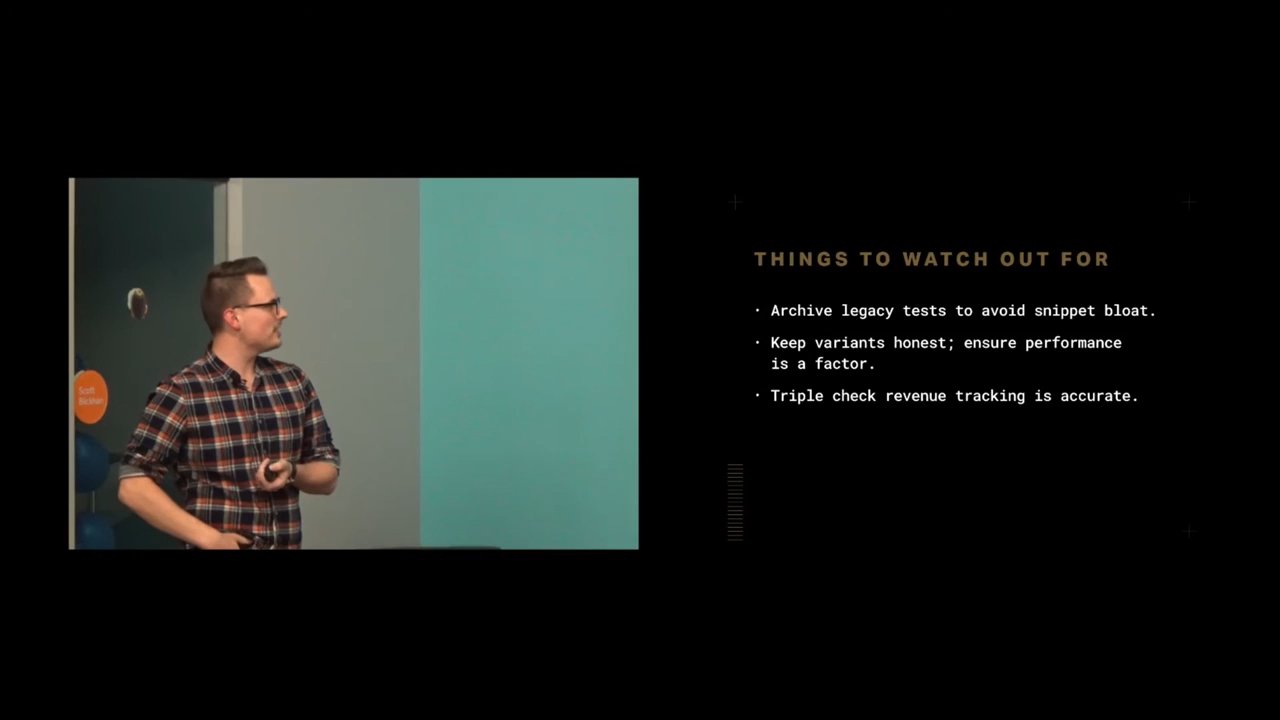 Scott
THINGS TO WATCH OUT FOR
· Archive legacy tests to avoid snippet bloat.
· Keep variants honest; ensure performance
is a factor.
· Triple check revenue tracking is accurate.